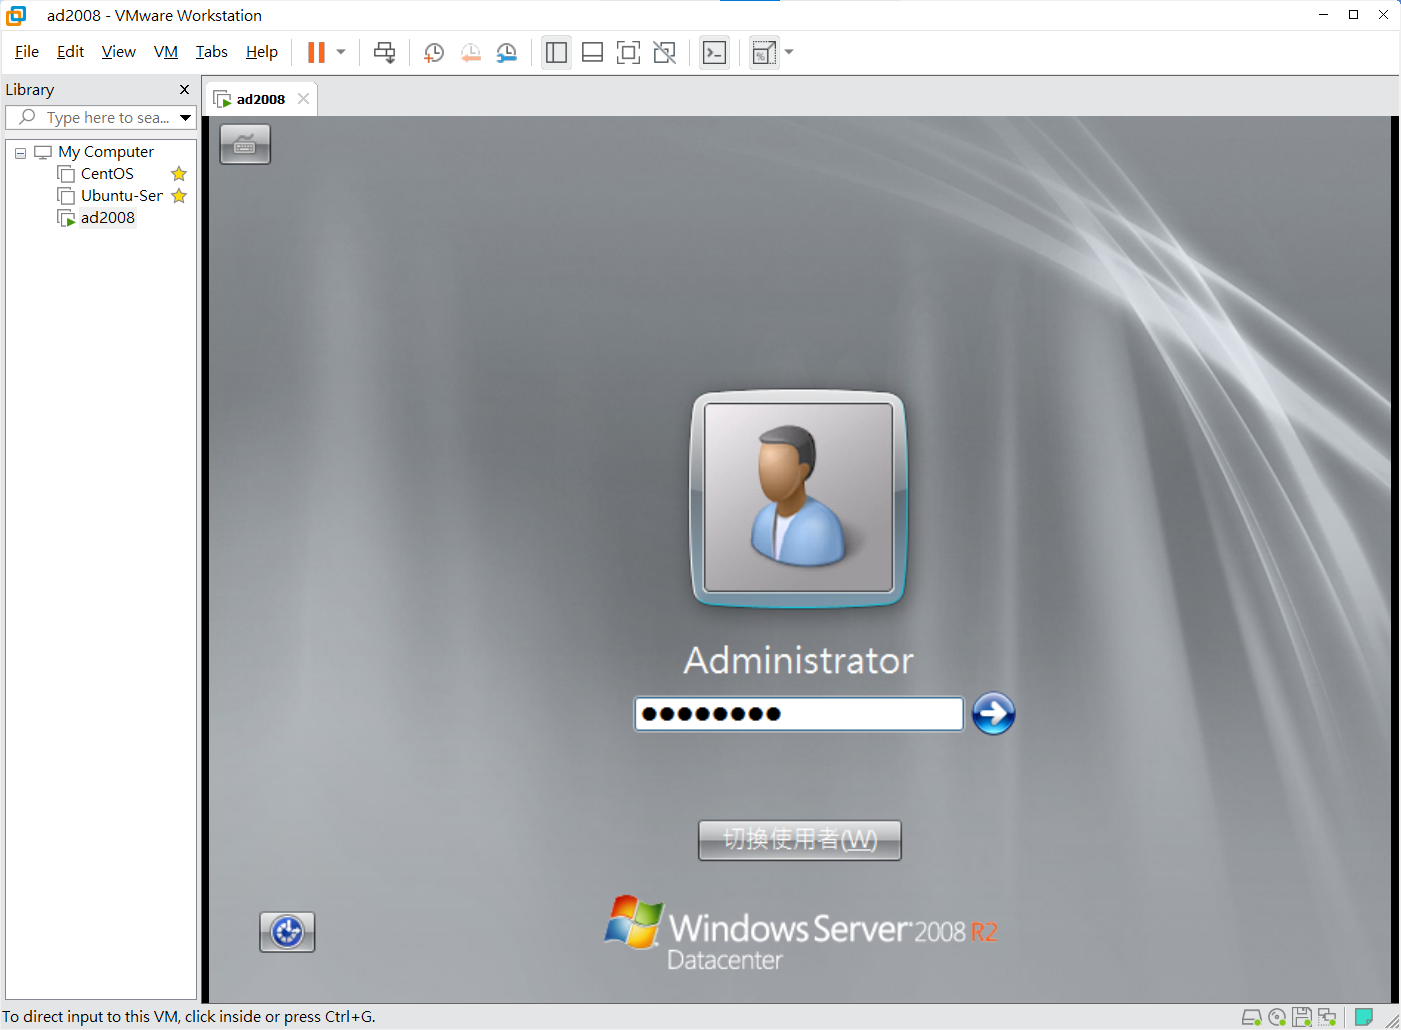 ad2008 - VMware Workstation
File Edit View VM Tabs Help
Library
ad2008
Type here to sea...
My Computer
CentOS
Ubuntu-Ser
ad2008
Administrator
切換使用者(W)
Windows Server 2008 R2
Datacenter
To direct input to this VM, click inside or press Ctrl+G.